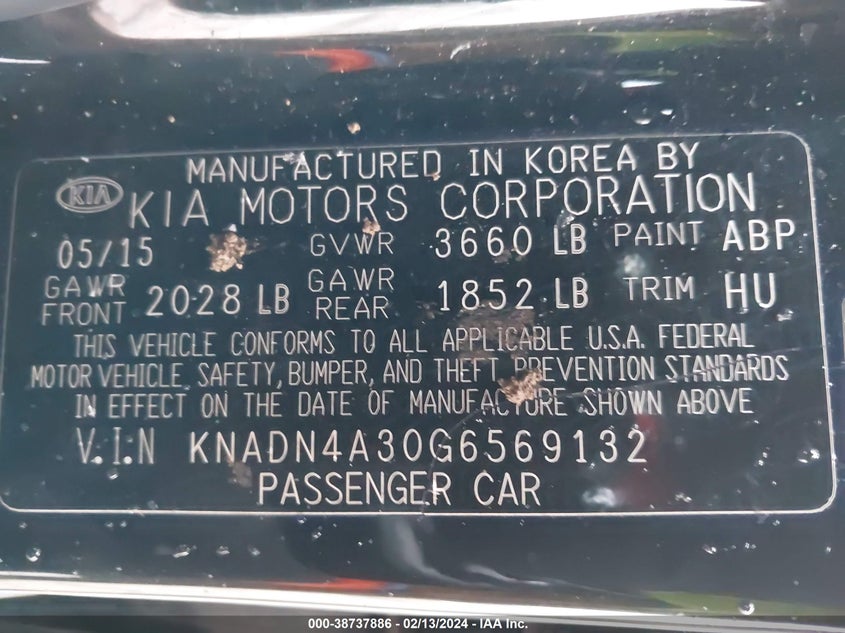 MANUFACTURED IN KOREA BY
KIA KIA MOTORS CORPORATION
05/15 GVWR 3660 LB PAINT ABP
GAWR FRONT 2028 LB GAWR REAR 1852 LB TRIM HU
THIS VEHICLE CONFORMS TO ALL APPLICABLE U.S.A. FEDERAL
MOTOR VEHICLE SAFETY, BUMPER, AND THEFT PREVENTION STANDARDS
IN EFFECT ON THE DATE OF MANUFACTURE SHOWN ABOVE
V.I.N KNADN4A30G6569132
PASSENGER CAR
000-38737886 - 02/13/2024 - IAA Inc.